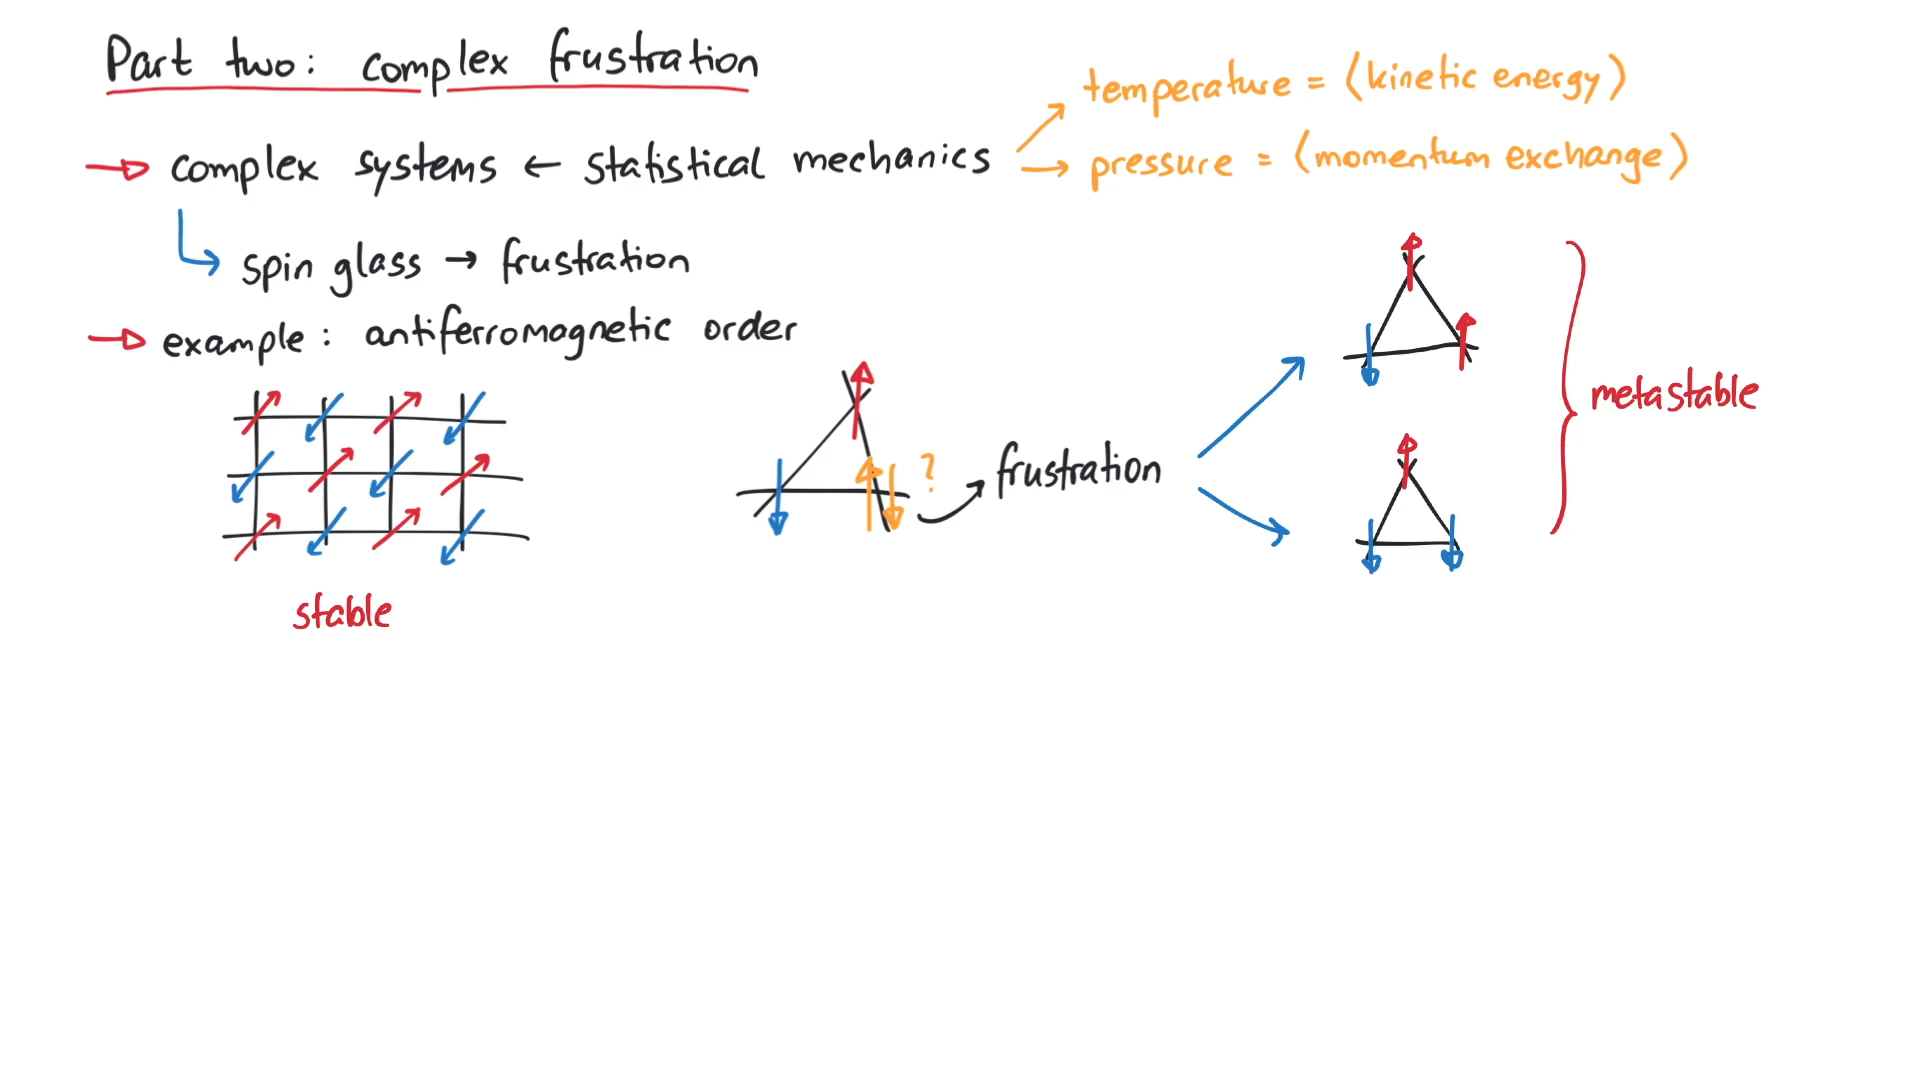 Part two: complex frustration
temperature = ⟨kinetic energy⟩
complex systems ← statistical mechanics
pressure = ⟨momentum exchange⟩
spin glass → frustration
example: antiferromagnetic order
metastable
?
frustration
stable